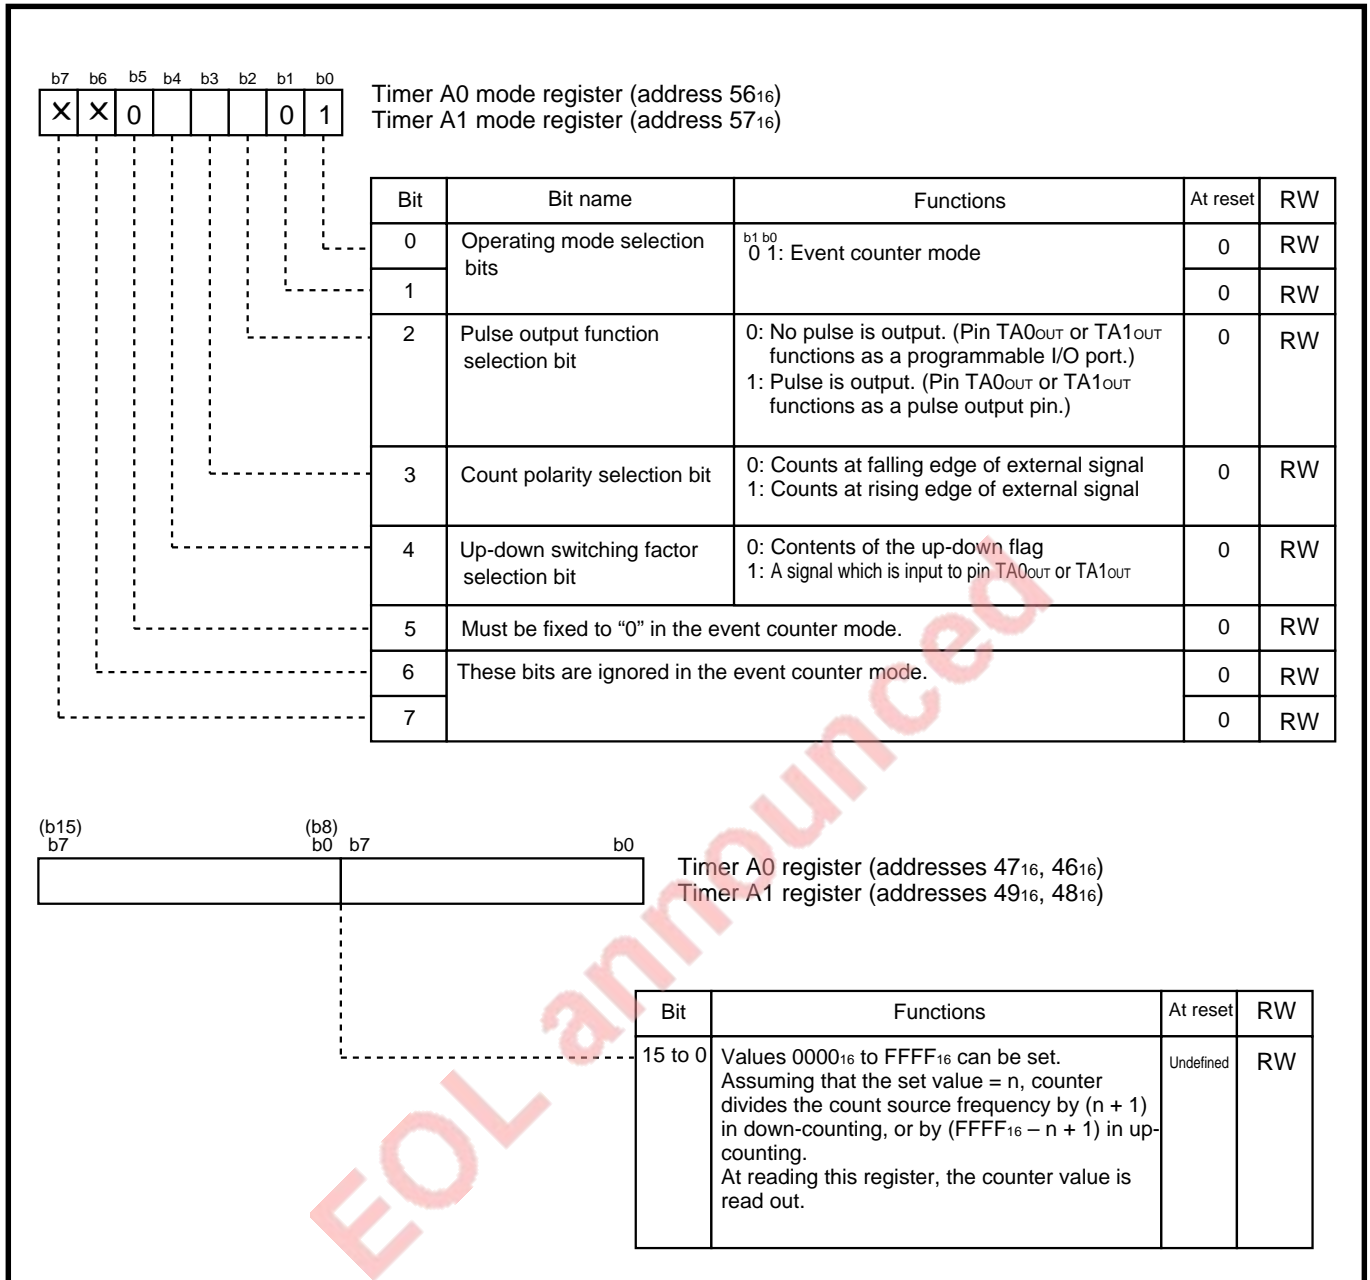 b7 b6 b5 b4 b3 b2 b1 b0
X X 0 0 1
Timer A0 mode register (address 5616)
Timer A1 mode register (address 5716)
Bit Bit name Functions At reset RW
0 Operating mode selection bits b1 b0 0 1: Event counter mode 0 RW
1 0 RW
2 Pulse output function selection bit 0: No pulse is output. (Pin TA0OUT or TA1OUT 0 RW
functions as a programmable I/O port.)
1: Pulse is output. (Pin TA0OUT or TA1OUT
functions as a pulse output pin.)
3 Count polarity selection bit 0: Counts at falling edge of external signal 0 RW
1: Counts at rising edge of external signal
4 Up-down switching factor selection bit 0: Contents of the up-down flag 0 RW
1: A signal which is input to pin TA0OUT or TA1OUT
5 Must be fixed to “0” in the event counter mode. 0 RW
6 These bits are ignored in the event counter mode. 0 RW
7 0 RW
(b15) (b8)
b7 b0 b7 b0
Timer A0 register (addresses 4716, 4616)
Timer A1 register (addresses 4916, 4816)
Bit Functions At reset RW
15 to 0 Values 000016 to FFFF16 can be set. Undefined RW
Assuming that the set value = n, counter
divides the count source frequency by (n + 1)
in down-counting, or by (FFFF16 – n + 1) in up-
counting.
At reading this register, the counter value is
read out.
EOL announced